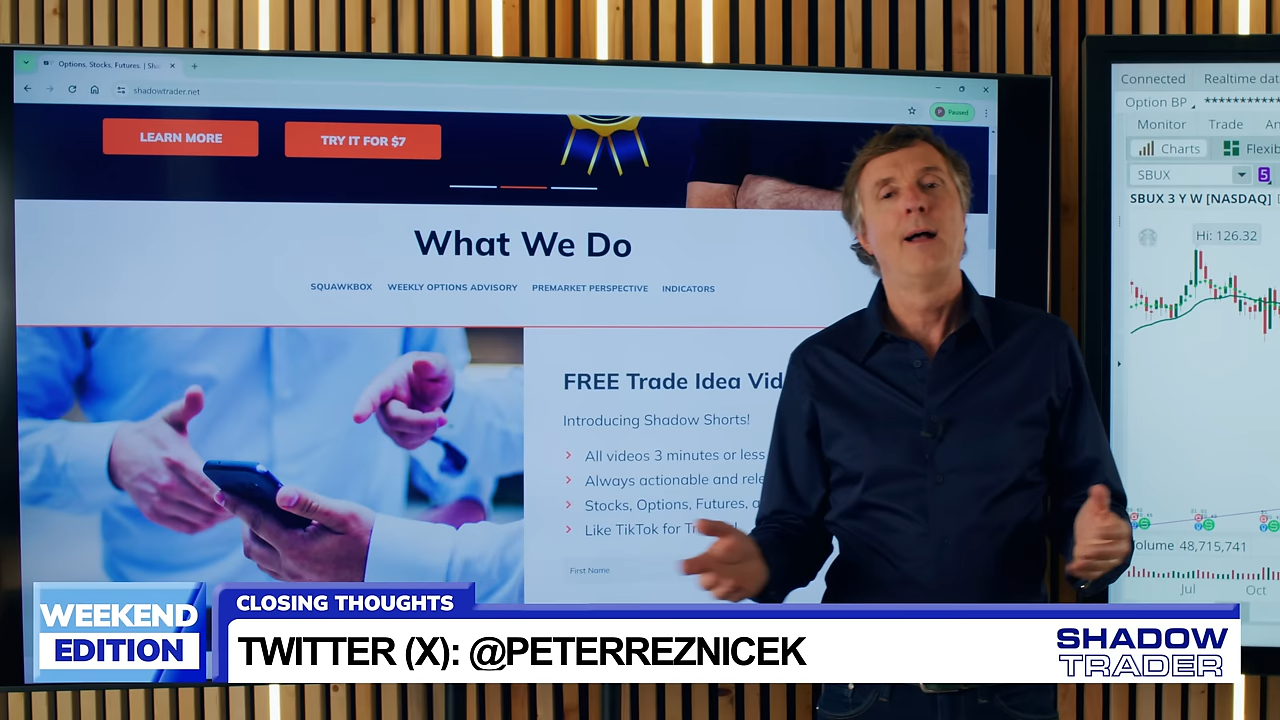 Options, Stocks, Futures. | Sha
shadowtrader.net
Paused
LEARN MORE
TRY IT FOR $7
What We Do
SQUAWKBOX
WEEKLY OPTIONS ADVISORY
PREMARKET PERSPECTIVE
INDICATORS
FREE Trade Idea Vid
Introducing Shadow Shorts!
All videos 3 minutes or less
Always actionable and rele
Stocks, Options, Futures, a
Like TikTok for Tr
First Name
Connected Realtime dat
Option BP ***********
Monitor Trade An
Charts Flexib
SBUX 5
SBUX 3 Y W [NASDAQ]
Hi: 126.32
olume 48,715,741
Jul Oct
WEEKEND
EDITION
CLOSING THOUGHTS
TWITTER (X): @PETERREZNICEK
SHADOW
TRADER